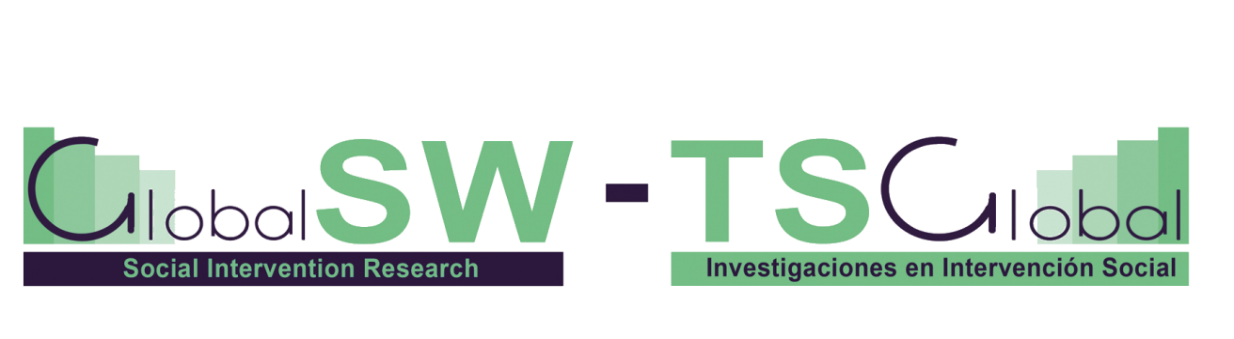 GlobalSW - TSGlobal
Social Intervention Research
Investigaciones en Intervención Social